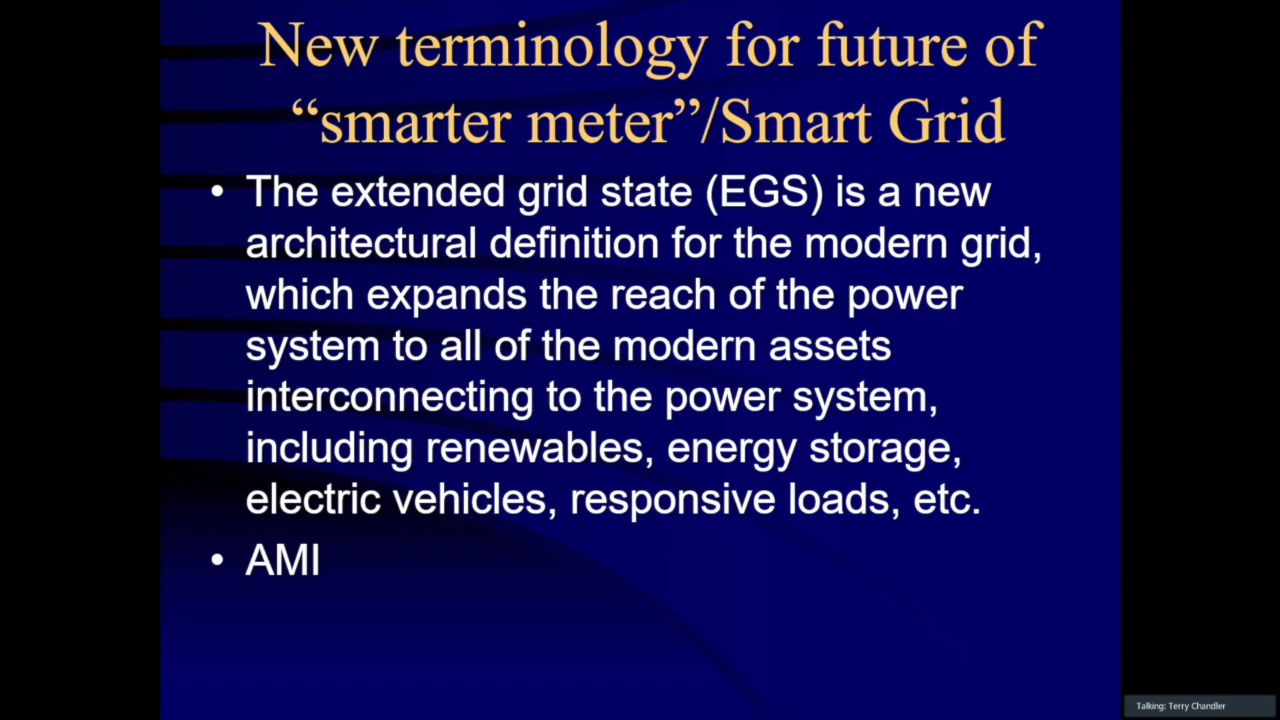 New terminology for future of
“smarter meter”/Smart Grid
• The extended grid state (EGS) is a new
architectural definition for the modern grid,
which expands the reach of the power
system to all of the modern assets
interconnecting to the power system,
including renewables, energy storage,
electric vehicles, responsive loads, etc.
• AMI
Talking: Terry Chandler